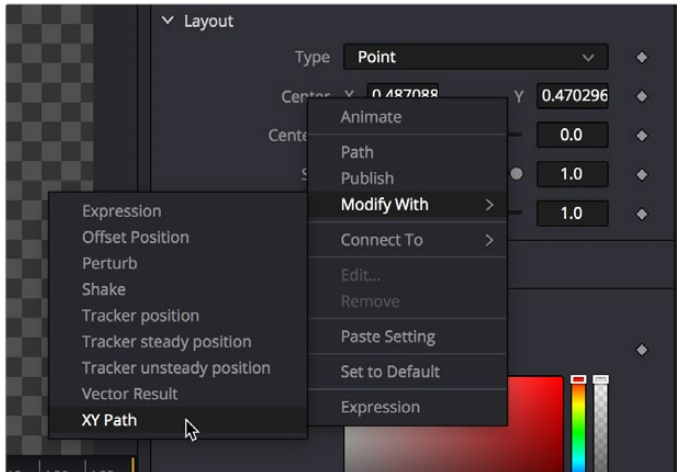 Layout
Type Point
Center X 0.487088 Y 0.470296
Animate
0.0
Path
Publish
1.0
Modify With
1.0
Connect To
Edit...
Remove
Paste Setting
Set to Default
Expression
Expression
Offset Position
Perturb
Shake
Tracker position
Tracker steady position
Tracker unsteady position
Vector Result
XY Path